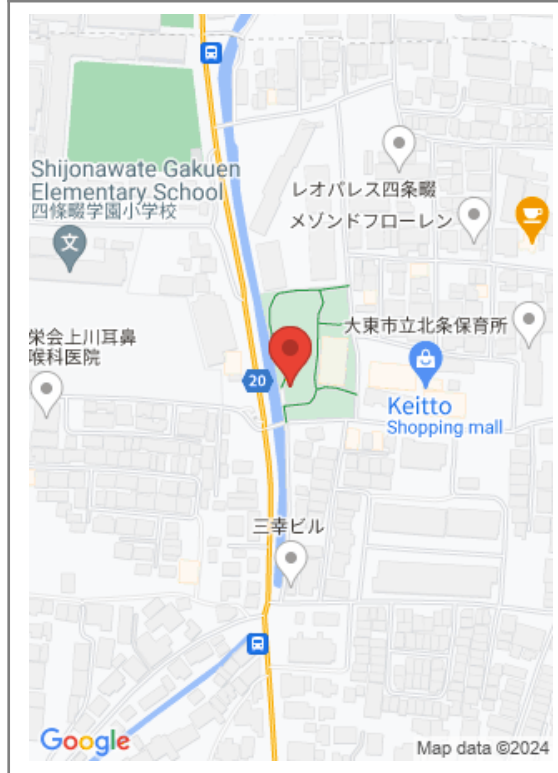 Shijonawate Gakuen
Elementary School
四條畷学園小学校
文
レオパレス四条畷
メゾンドフローレン
栄会上川耳鼻
喉科医院
大東市立北条保育所
20
Keitto
Shopping mall
三幸ビル
Google
Map data ©2024